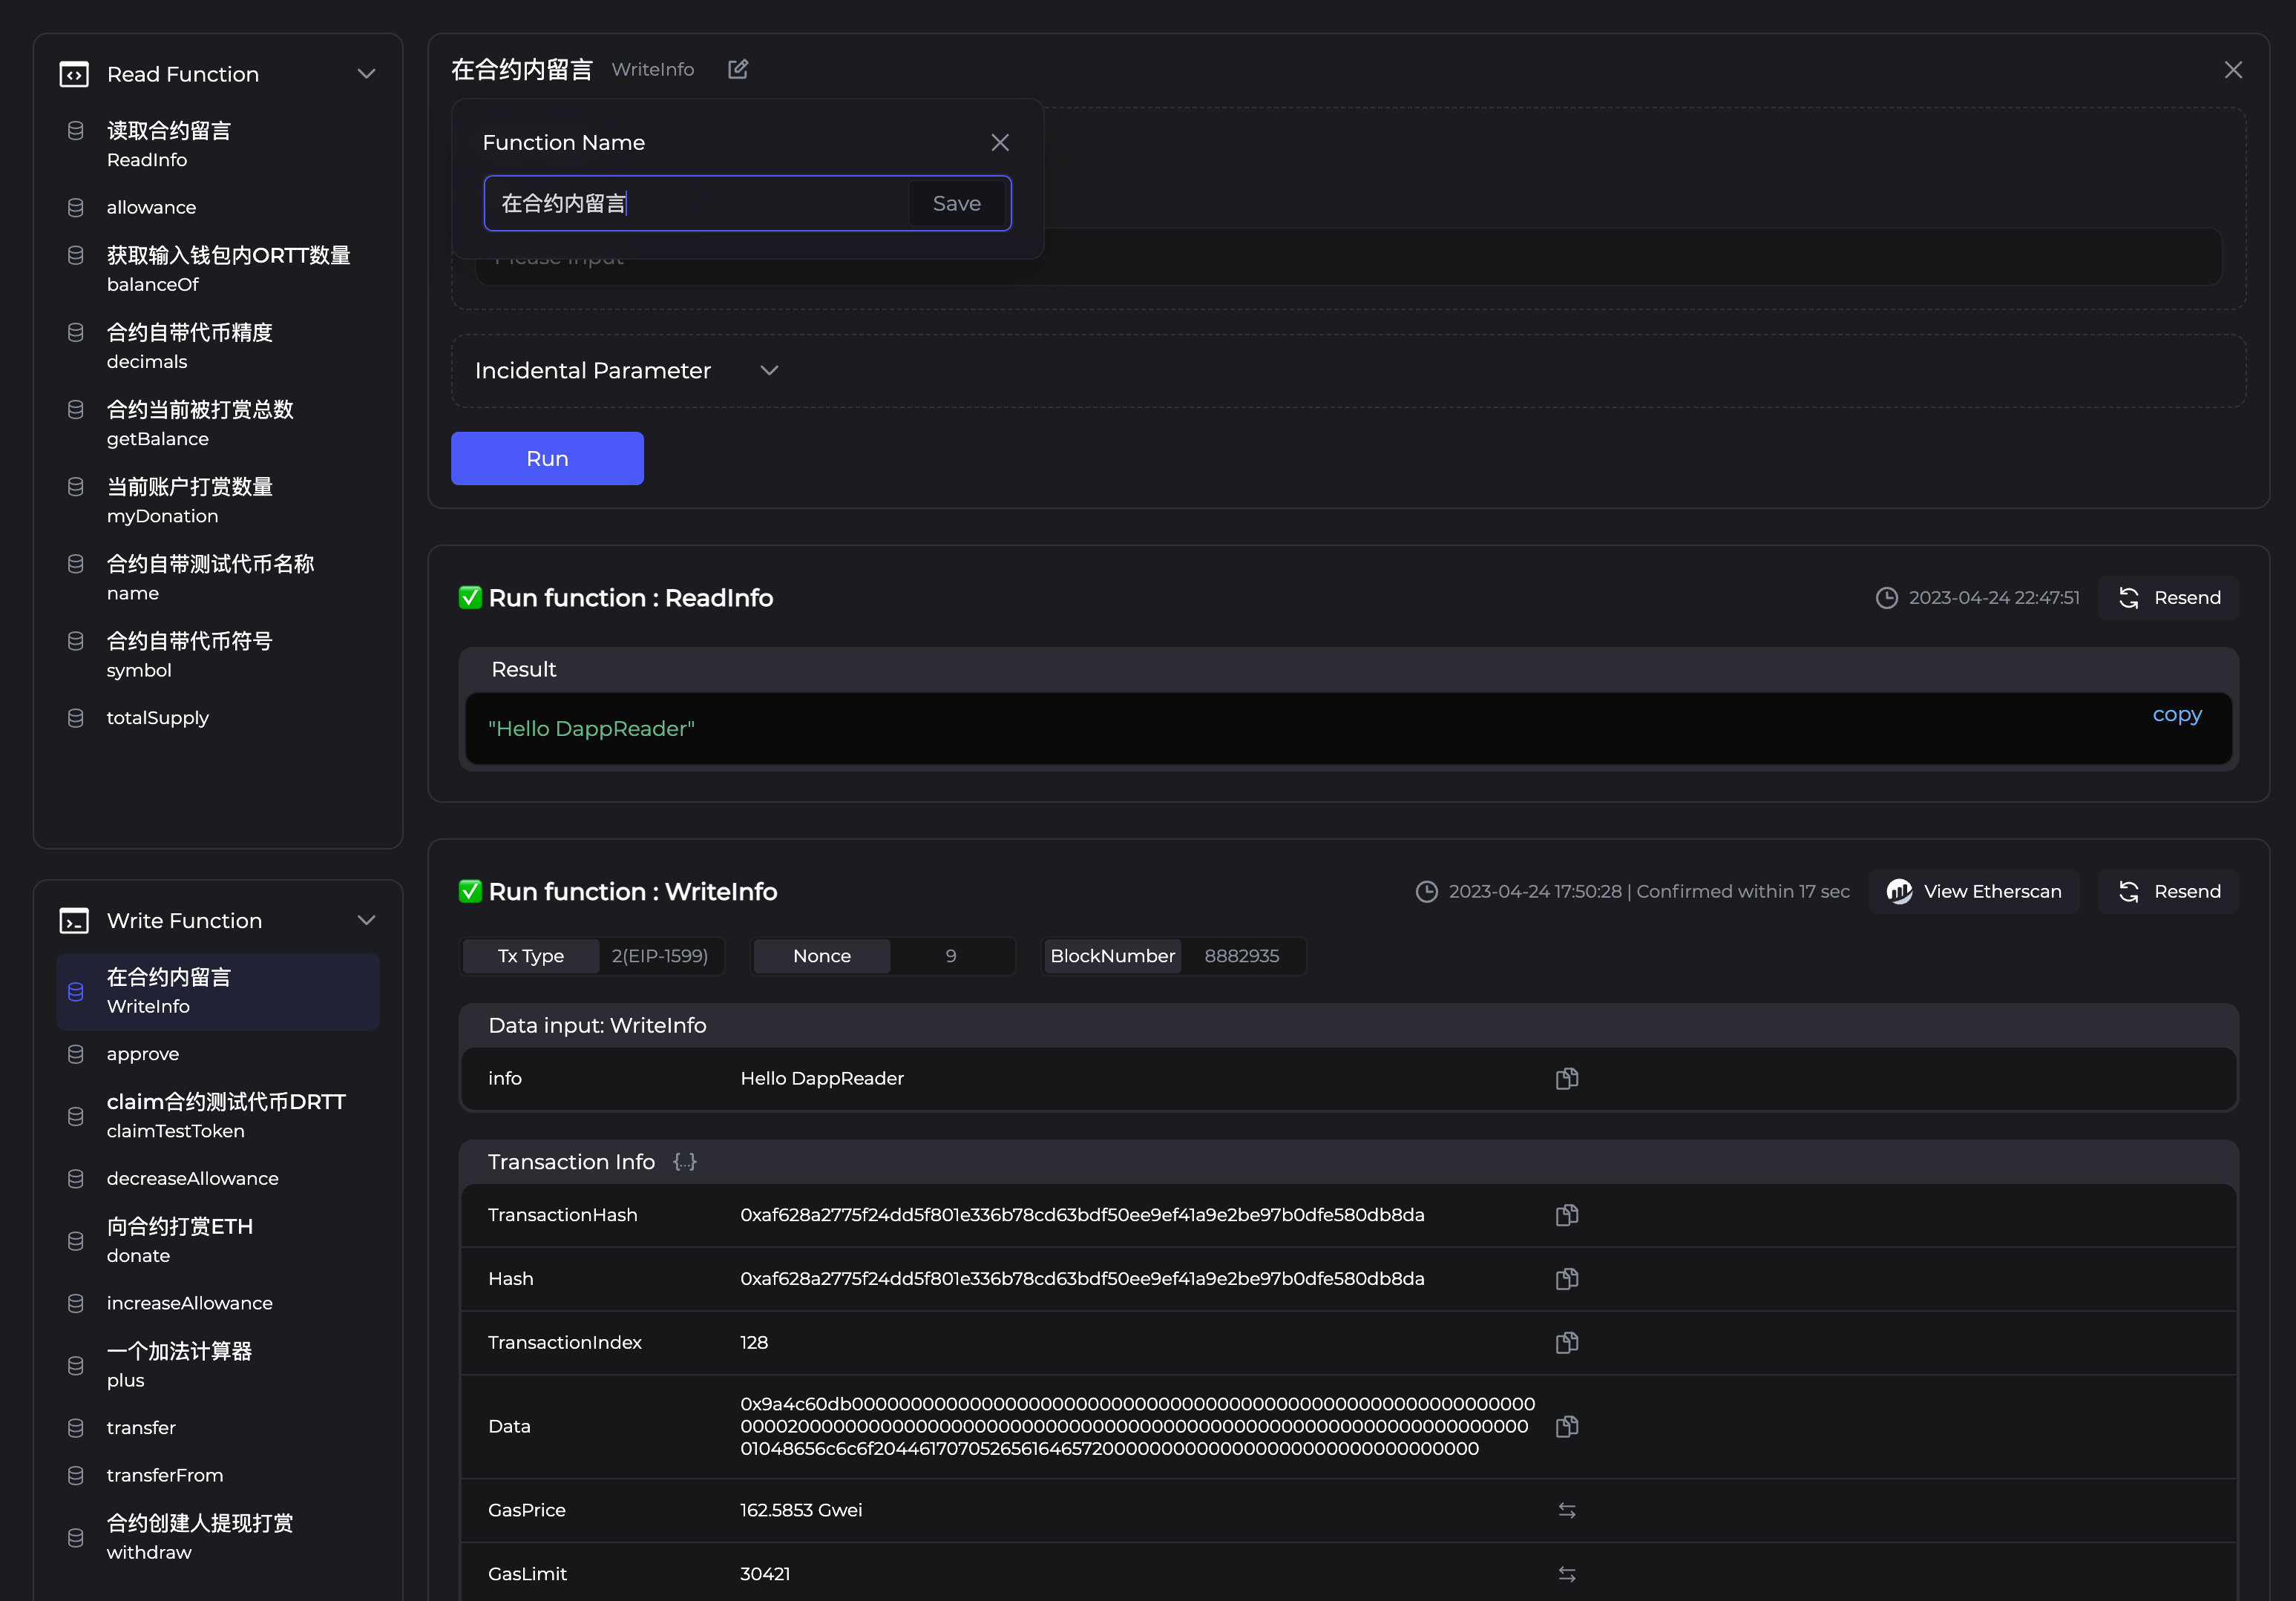 Read Function
读取合约留言
ReadInfo
allowance
获取输入钱包内ORTT数量
balanceOf
合约自带代币精度
decimals
合约当前被打赏总数
getBalance
当前账户打赏数量
myDonation
合约自带测试代币名称
name
合约自带代币符号
symbol
totalSupply
Write Function
在合约内留言
WriteInfo
approve
claim合约测试代币DRTT
claimTestToken
decreaseAllowance
向合约打赏ETH
donate
increaseAllowance
一个加法计算器
plus
transfer
transferFrom
合约创建人提现打赏
withdraw
在合约内留言 WriteInfo
Function Name
在合约内留言 Save
Please Input
Incidental Parameter
Run
Run function : ReadInfo 2023-04-24 22:47:51 Resend
Result
"Hello DappReader" copy
Run function : WriteInfo 2023-04-24 17:50:28 | Confirmed within 17 sec View Etherscan Resend
Tx Type 2(EIP-1599) Nonce 9 BlockNumber 8882935
Data input: WriteInfo
info Hello DappReader
Transaction Info {...}
TransactionHash 0xaf628a2775f24dd5f801e336b78cd63bdf50ee9ef41a9e2be97b0dfe580db8da
Hash 0xaf628a2775f24dd5f801e336b78cd63bdf50ee9ef41a9e2be97b0dfe580db8da
TransactionIndex 128
Data
GasPrice 162.5853 Gwei
GasLimit 30421